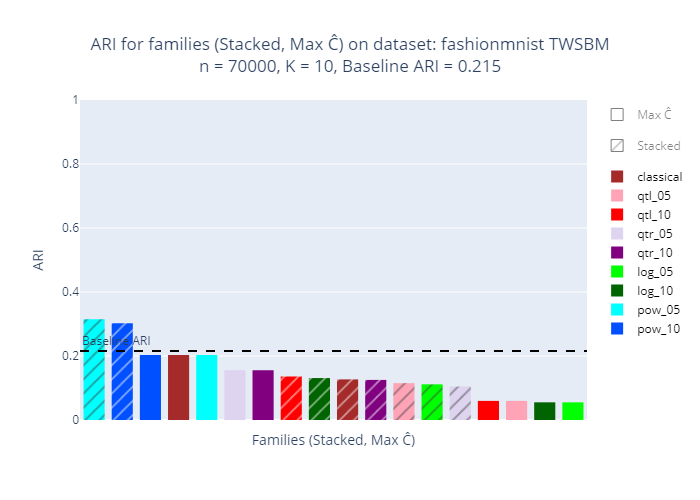 ARI for families (Stacked, Max Ĉ) on dataset: fashionmnist TWSBM
n = 70000, K = 10, Baseline ARI = 0.215
1
0.8
0.6
0.4
0.2
0
ARI
Baseline ARI
Families (Stacked, Max Ĉ)
Max Ĉ
Stacked
classical
qtl_05
qtl_10
qtr_05
qtr_10
log_05
log_10
pow_05
pow_10